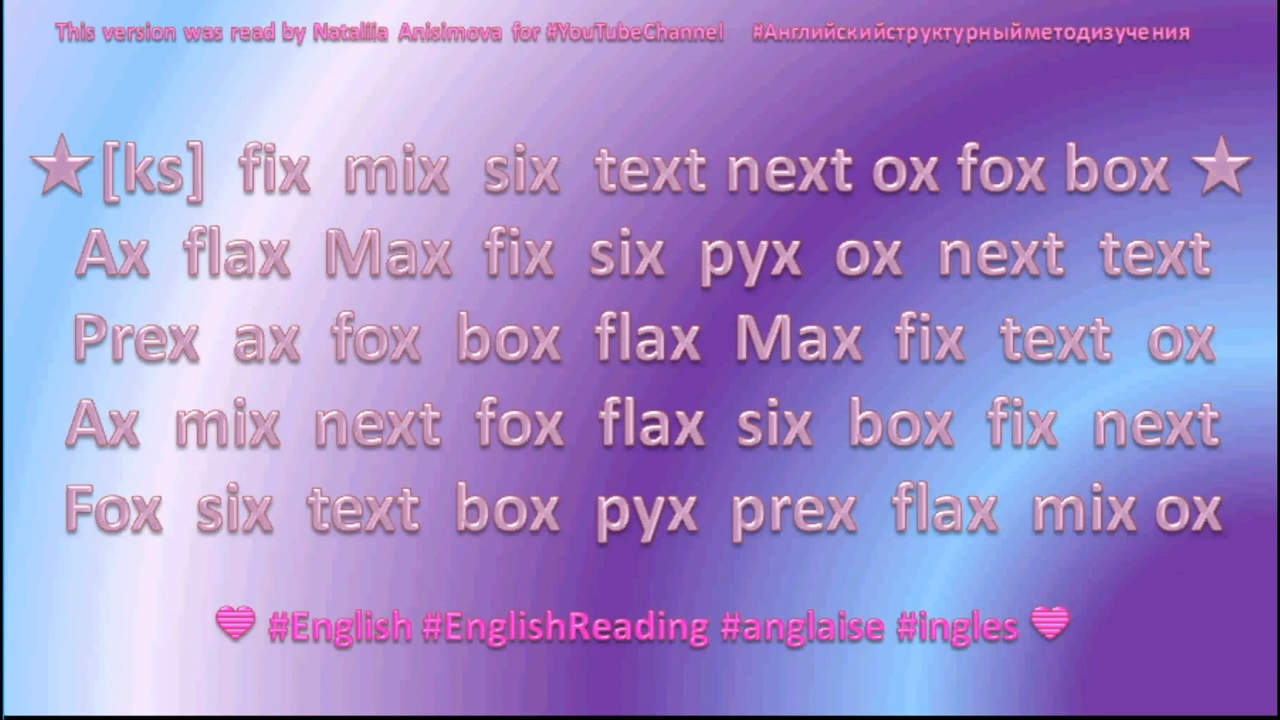 This version was read by Nataliia Anisimova for #YouTubeChannel #Английскийструктурныйметодизучения
★[ks] fix mix six text next ox fox box ★
Ax flax Max fix six pyx ox next text
Prex ax fox box flax Max fix text ox
Ax mix next fox flax six box fix next
Fox six text box pyx prex flax mix ox
#English #EnglishReading #anglaise #ingles